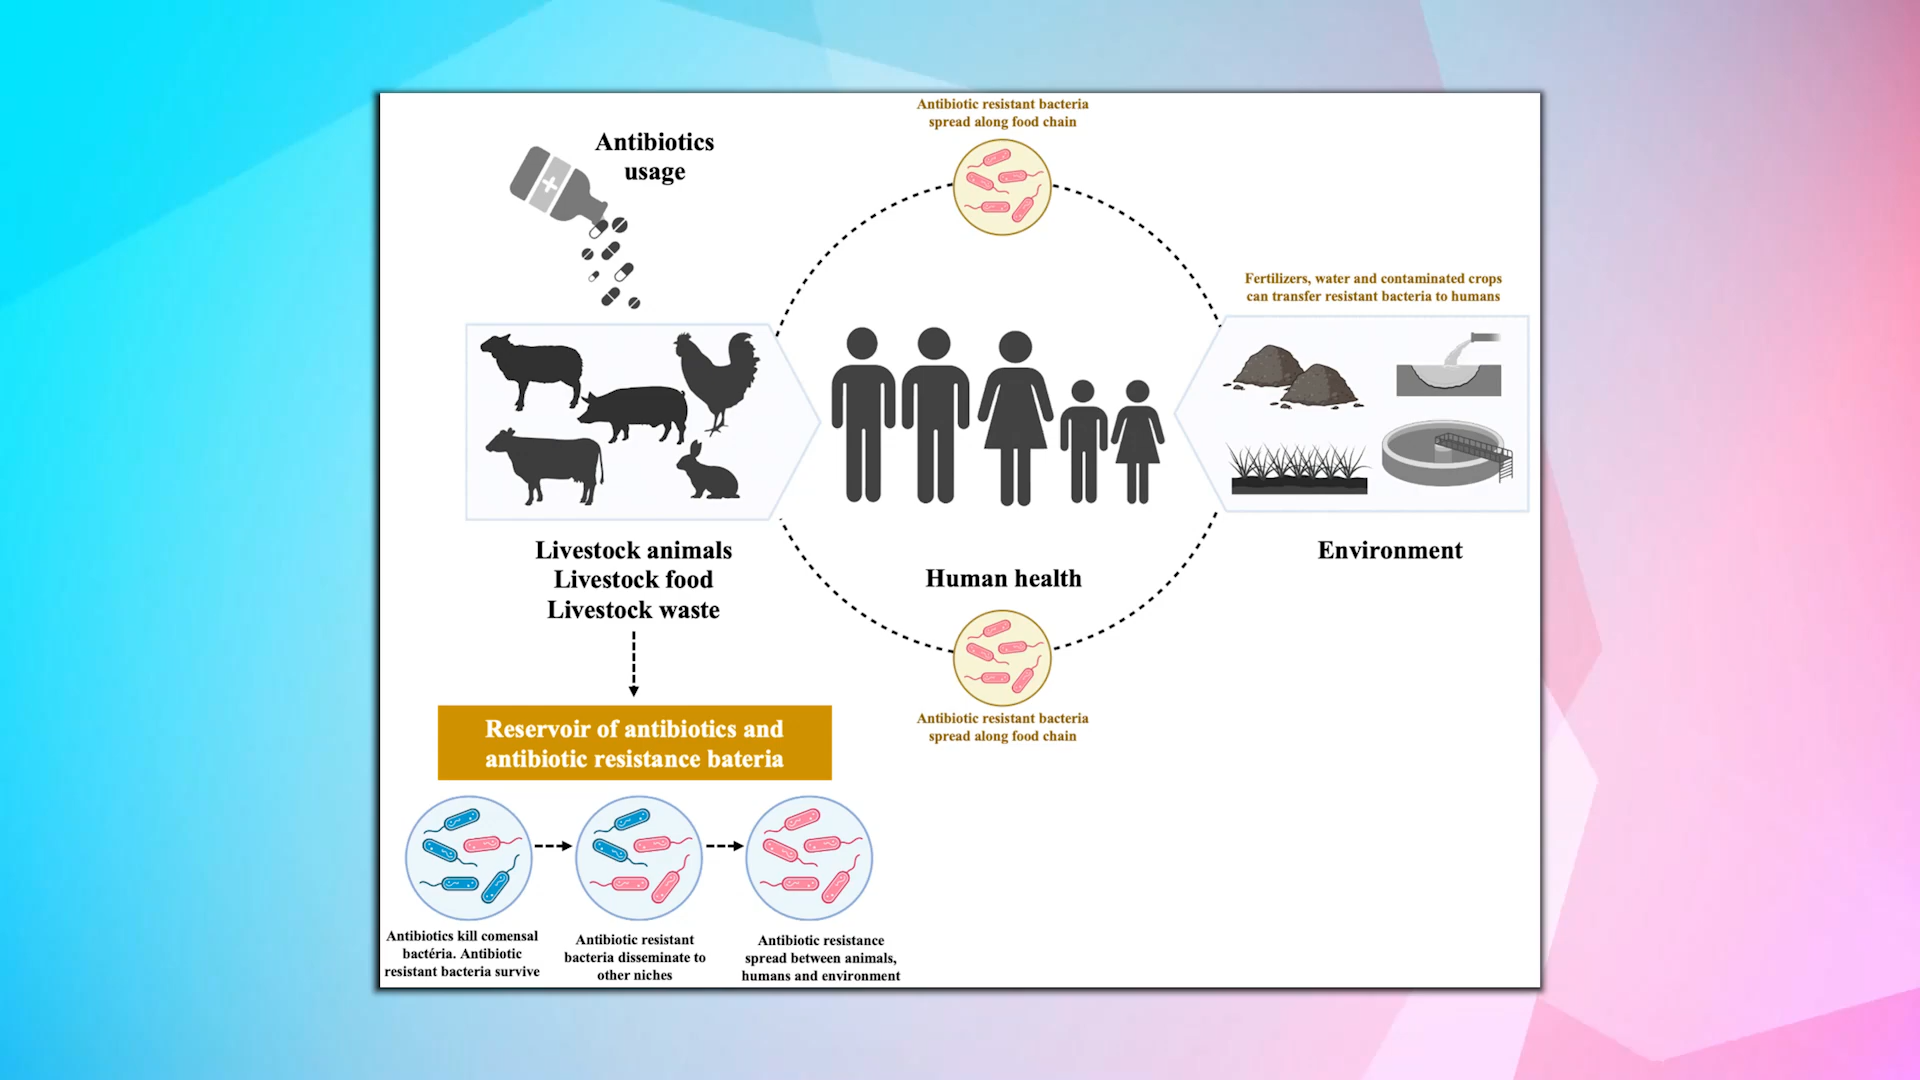 Antibiotic resistant bacteria
spread along food chain
Antibiotics
usage
Fertilizers, water and contaminated crops
can transfer resistant bacteria to humans
Livestock animals
Livestock food
Livestock waste
Human health
Environment
Antibiotic resistant bacteria
spread along food chain
Reservoir of antibiotics and
antibiotic resistance bateria
Antibiotics kill comensal
bactéria. Antibiotic
resistant bacteria survive
Antibiotic resistant
bacteria disseminate to
other niches
Antibiotic resistance
spread between animals,
humans and environment